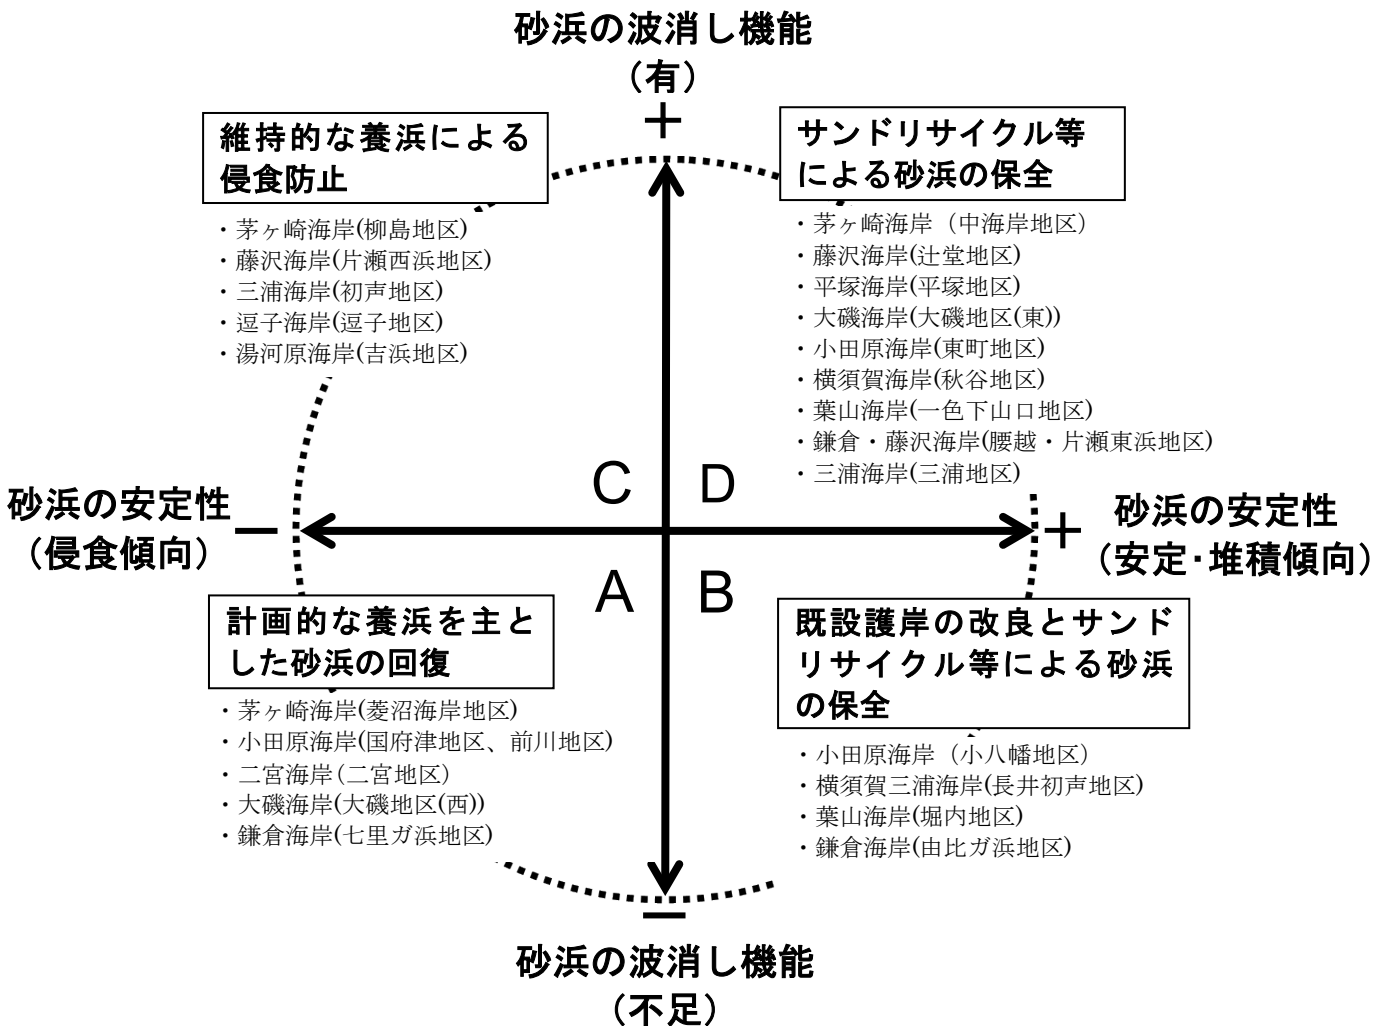 砂浜の波消し機能
（有）
＋
維持的な養浜による
侵食防止
・茅ヶ崎海岸(柳島地区)
・藤沢海岸(片瀬西浜地区)
・三浦海岸(初声地区)
・逗子海岸(逗子地区)
・湯河原海岸(吉浜地区)
サンドリサイクル等
による砂浜の保全
・茅ヶ崎海岸（中海岸地区）
・藤沢海岸(辻堂地区)
・平塚海岸(平塚地区)
・大磯海岸(大磯地区(東))
・小田原海岸(東町地区)
・横須賀海岸(秋谷地区)
・葉山海岸(一色下山口地区)
・鎌倉・藤沢海岸(腰越・片瀬東浜地区)
・三浦海岸(三浦地区)
C D
砂浜の安定性
（侵食傾向）
－
＋
砂浜の安定性
（安定・堆積傾向）
A B
計画的な養浜を主と
した砂浜の回復
・茅ヶ崎海岸(菱沼海岸地区)
・小田原海岸(国府津地区、前川地区)
・二宮海岸(二宮地区）
・大磯海岸(大磯地区(西))
・鎌倉海岸(七里ガ浜地区)
既設護岸の改良とサンド
リサイクル等による砂浜
の保全
・小田原海岸（小八幡地区）
・横須賀三浦海岸(長井初声地区)
・葉山海岸(堀内地区)
・鎌倉海岸(由比ガ浜地区)
－
砂浜の波消し機能
（不足）